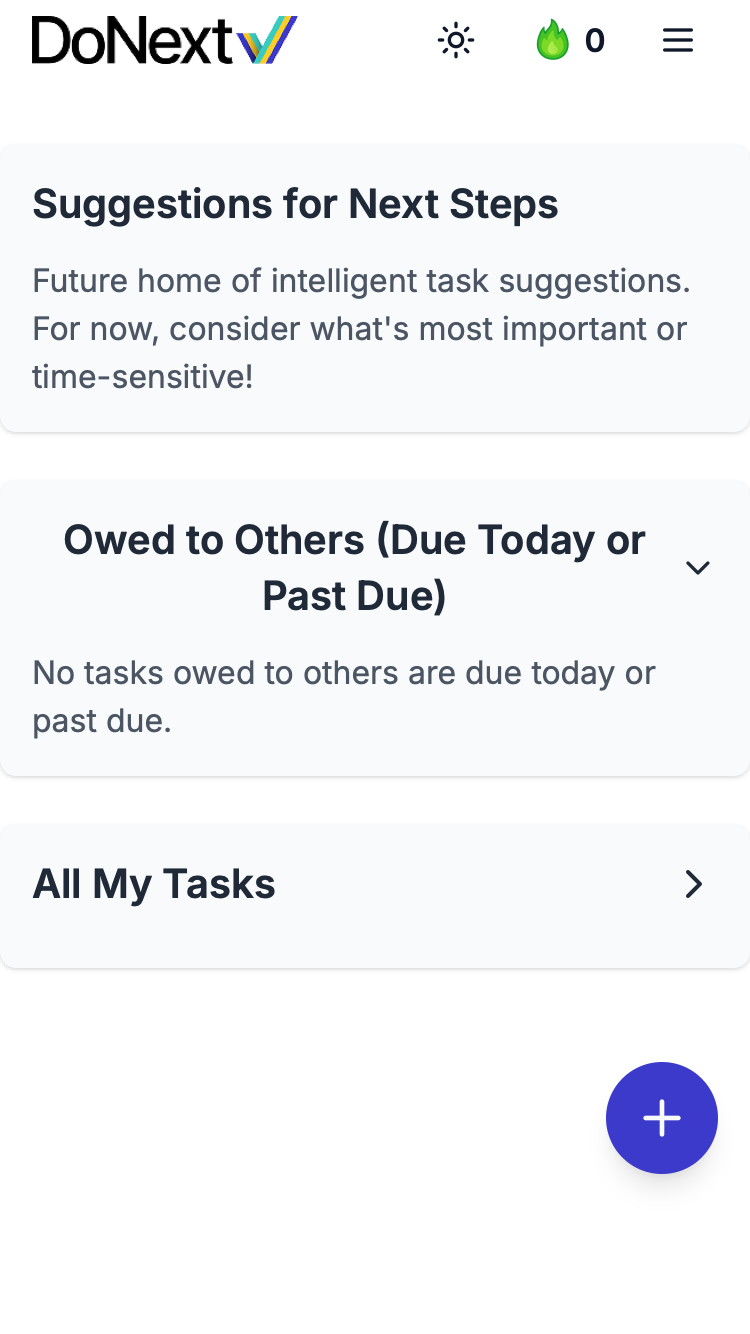 DoNext
0
Suggestions for Next Steps
Future home of intelligent task suggestions.
For now, consider what's most important or
time-sensitive!
Owed to Others (Due Today or
Past Due)
No tasks owed to others are due today or
past due.
All My Tasks